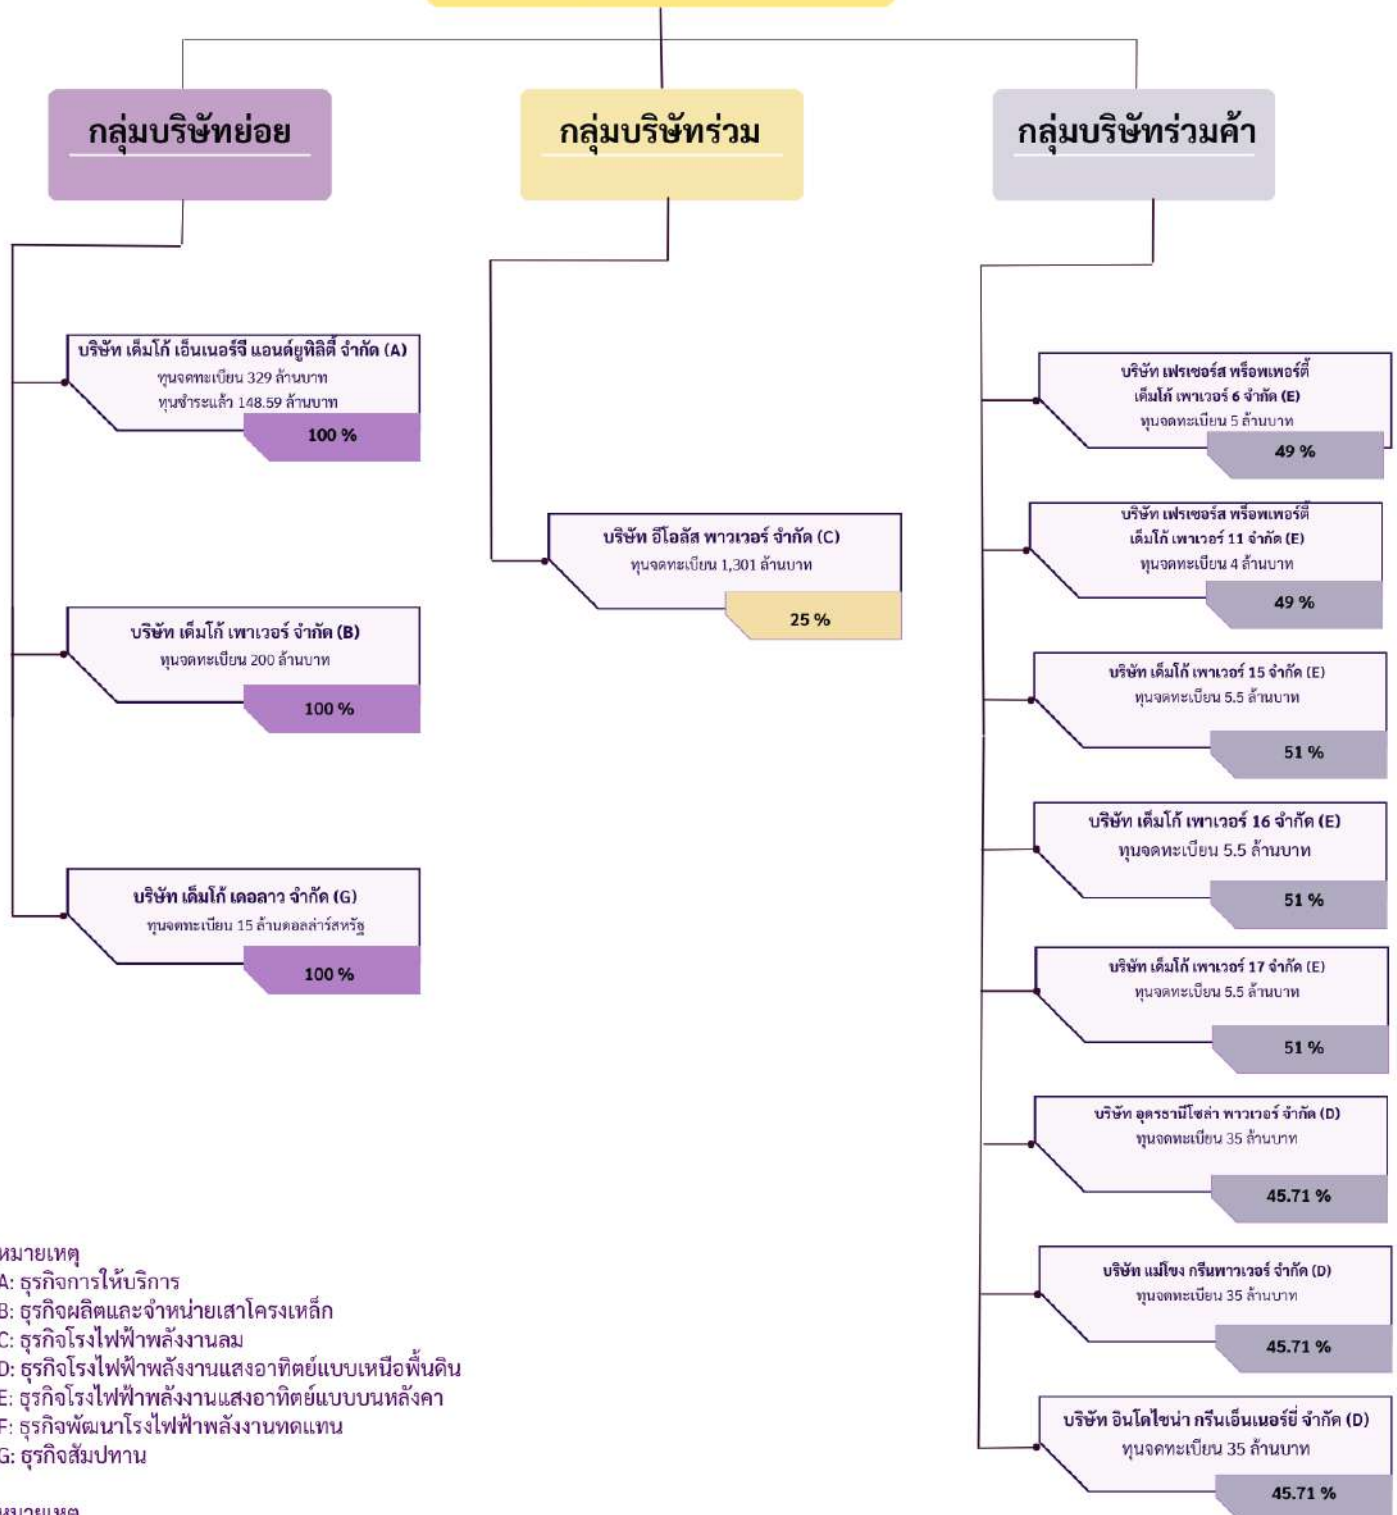 กลุ่มบริษัทย่อย
กลุ่มบริษัทร่วม
กลุ่มบริษัทร่วมค้า
บริษัท เด็มโก้ เอ็นเนอร์จี แอนด์ยูทิลิตี้ จำกัด (A)
ทุนจดทะเบียน 329 ล้านบาท
ทุนชำระแล้ว 148.59 ล้านบาท
100 %
บริษัท เด็มโก้ เพาเวอร์ จำกัด (B)
ทุนจดทะเบียน 200 ล้านบาท
100 %
บริษัท เด็มโก้ เดอลาว จำกัด (G)
ทุนจดทะเบียน 15 ล้านดอลล่าร์สหรัฐ
100 %
บริษัท อีโอลัส พาวเวอร์ จำกัด (C)
ทุนจดทะเบียน 1,301 ล้านบาท
25 %
บริษัท เฟรเซอร์ส พร็อพเพอร์ตี้
เด็มโก้ เพาเวอร์ 6 จำกัด (E)
ทุนจดทะเบียน 5 ล้านบาท
49 %
บริษัท เฟรเซอร์ส พร็อพเพอร์ตี้
เด็มโก้ เพาเวอร์ 11 จำกัด (E)
ทุนจดทะเบียน 4 ล้านบาท
49 %
บริษัท เด็มโก้ เพาเวอร์ 15 จำกัด (E)
ทุนจดทะเบียน 5.5 ล้านบาท
51 %
บริษัท เด็มโก้ เพาเวอร์ 16 จำกัด (E)
ทุนจดทะเบียน 5.5 ล้านบาท
51 %
บริษัท เด็มโก้ เพาเวอร์ 17 จำกัด (E)
ทุนจดทะเบียน 5.5 ล้านบาท
51 %
บริษัท อุดรธานีโซล่า พาวเวอร์ จำกัด (D)
ทุนจดทะเบียน 35 ล้านบาท
45.71 %
บริษัท แม่โขง กรีนพาวเวอร์ จำกัด (D)
ทุนจดทะเบียน 35 ล้านบาท
45.71 %
บริษัท อินโดไชน่า กรีนเอ็นเนอร์ยี่ จำกัด (D)
ทุนจดทะเบียน 35 ล้านบาท
45.71 %
หมายเหตุ
A: ธุรกิจการให้บริการ
B: ธุรกิจผลิตและจำหน่ายเสาโครงเหล็ก
C: ธุรกิจโรงไฟฟ้าพลังงานลม
D: ธุรกิจโรงไฟฟ้าพลังงานแสงอาทิตย์แบบเหนือพื้นดิน
E: ธุรกิจโรงไฟฟ้าพลังงานแสงอาทิตย์แบบบนหลังคา
F: ธุรกิจพัฒนาโรงไฟฟ้าพลังงานทดแทน
G: ธุรกิจสัมปทาน
หมายเหตุ